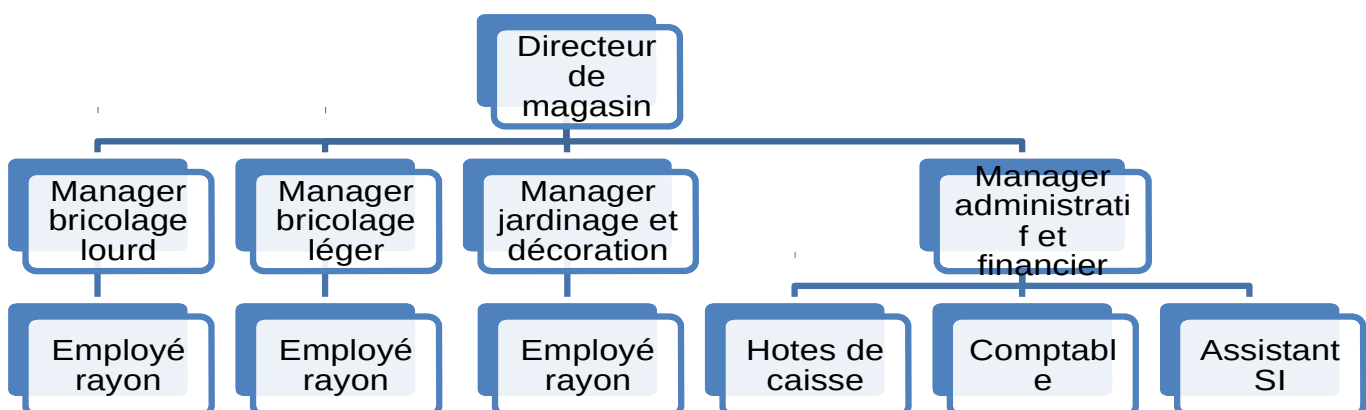 Directeur
de
magasin
Manager
bricolage
lourd
Manager
bricolage
léger
Manager
jardinage et
décoration
Manager
administrati
f et
financier
Employé
rayon
Employé
rayon
Employé
rayon
Hotes de
caisse
Comptabl
e
Assistant
SI